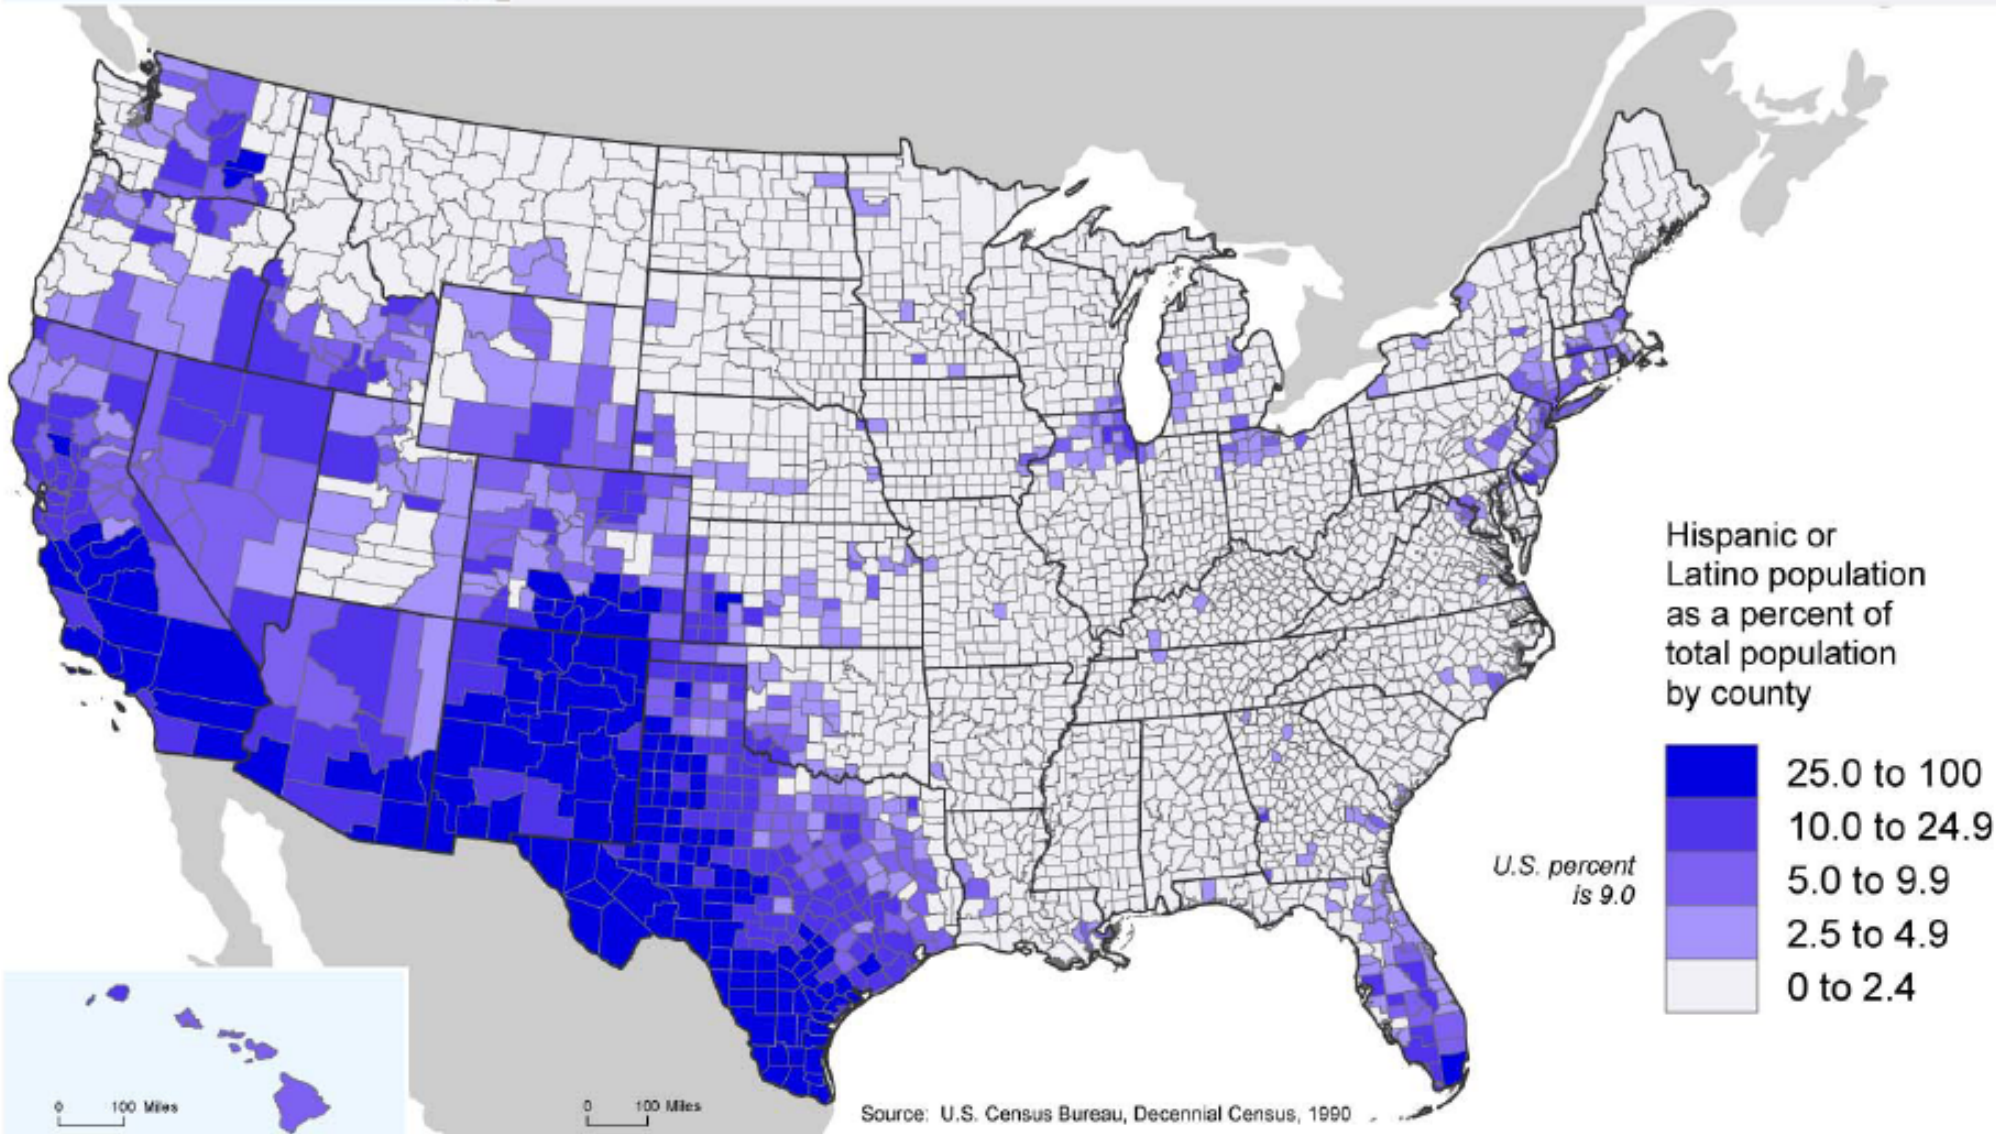 Hispanic or
Latino population
as a percent of
total population
by county
25.0 to 100
10.0 to 24.9
5.0 to 9.9
2.5 to 4.9
0 to 2.4
U.S. percent
is 9.0
0 100 Miles
0 100 Miles
Source: U.S. Census Bureau, Decennial Census, 1990